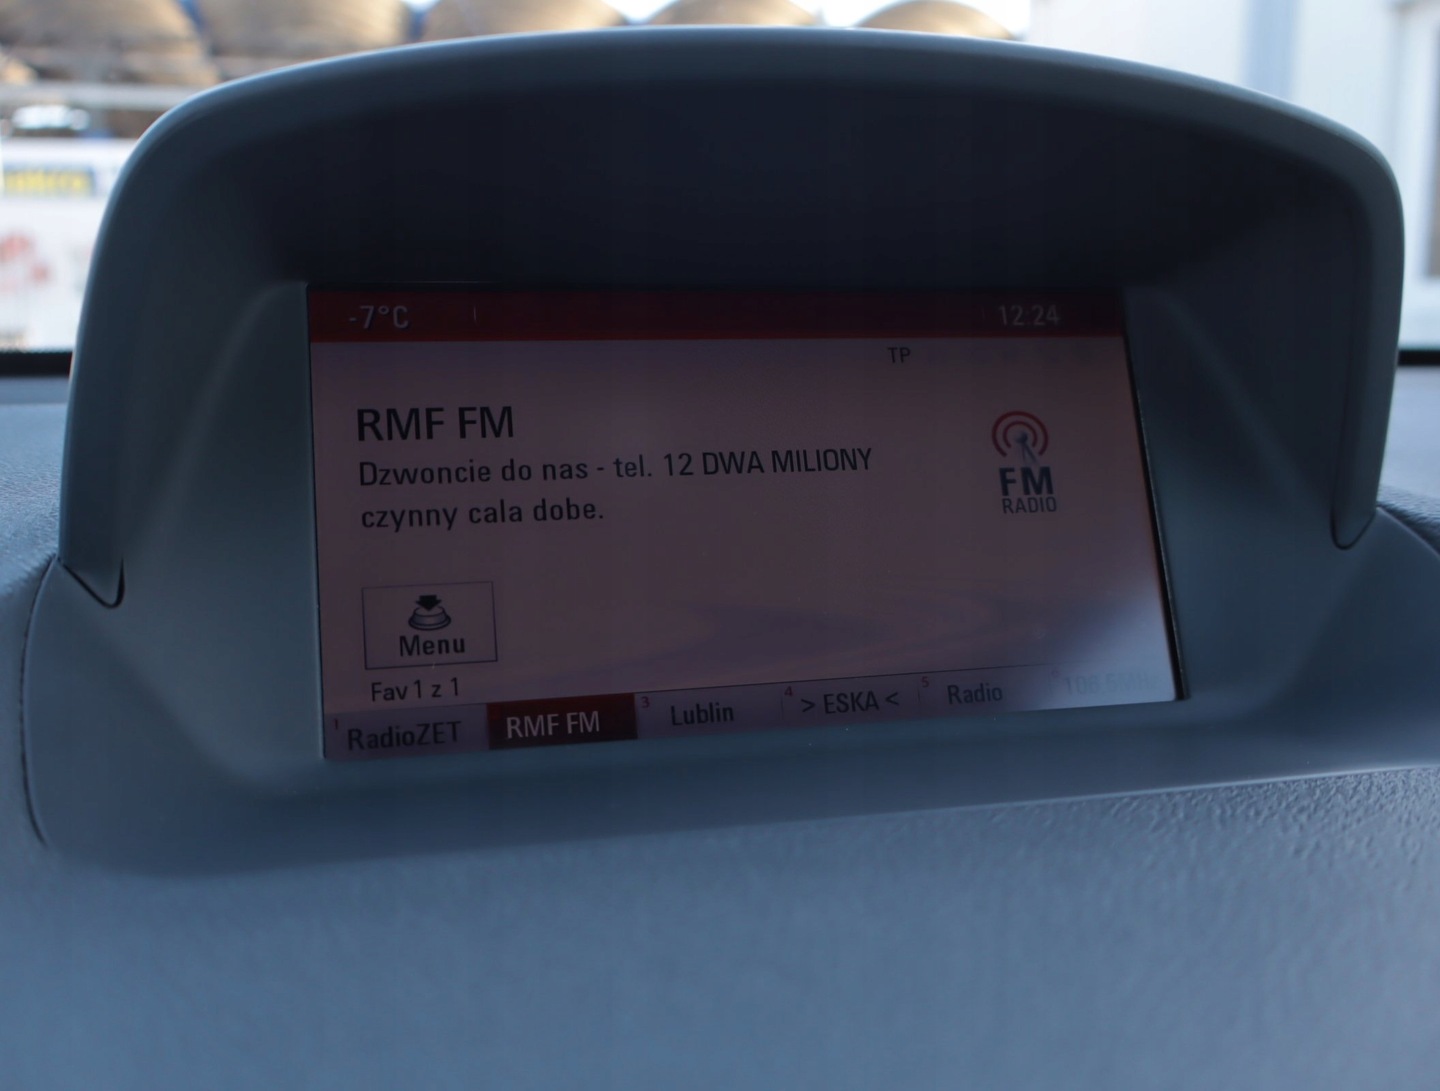 -7°C
12:24
TP
RMF FM
Dzwoncie do nas - tel. 12 DWA MILIONY
czynny cala dobe.
FM
RADIO
Menu
Fav 1 z 1
1 RadioZET
RMF FM
3 Lublin
4 > ESKA <
5 Radio